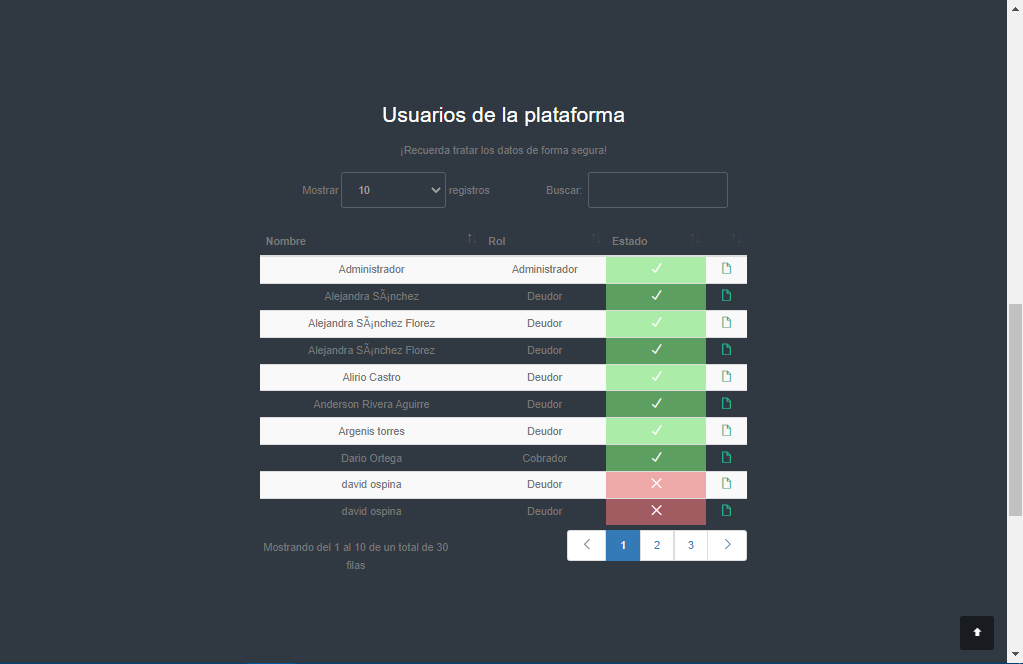 Usuarios de la plataforma
¡Recuerda tratar los datos de forma segura!
Mostrar 10 registros Buscar:
Nombre Rol Estado
Administrador Administrador
Alejandra SÃ¡nchez Deudor
Alejandra SÃ¡nchez Florez Deudor
Alejandra SÃ¡nchez Florez Deudor
Alirio Castro Deudor
Anderson Rivera Aguirre Deudor
Argenis torres Deudor
Dario Ortega Cobrador
david ospina Deudor
david ospina Deudor
Mostrando del 1 al 10 de un total de 30
filas
1 2 3